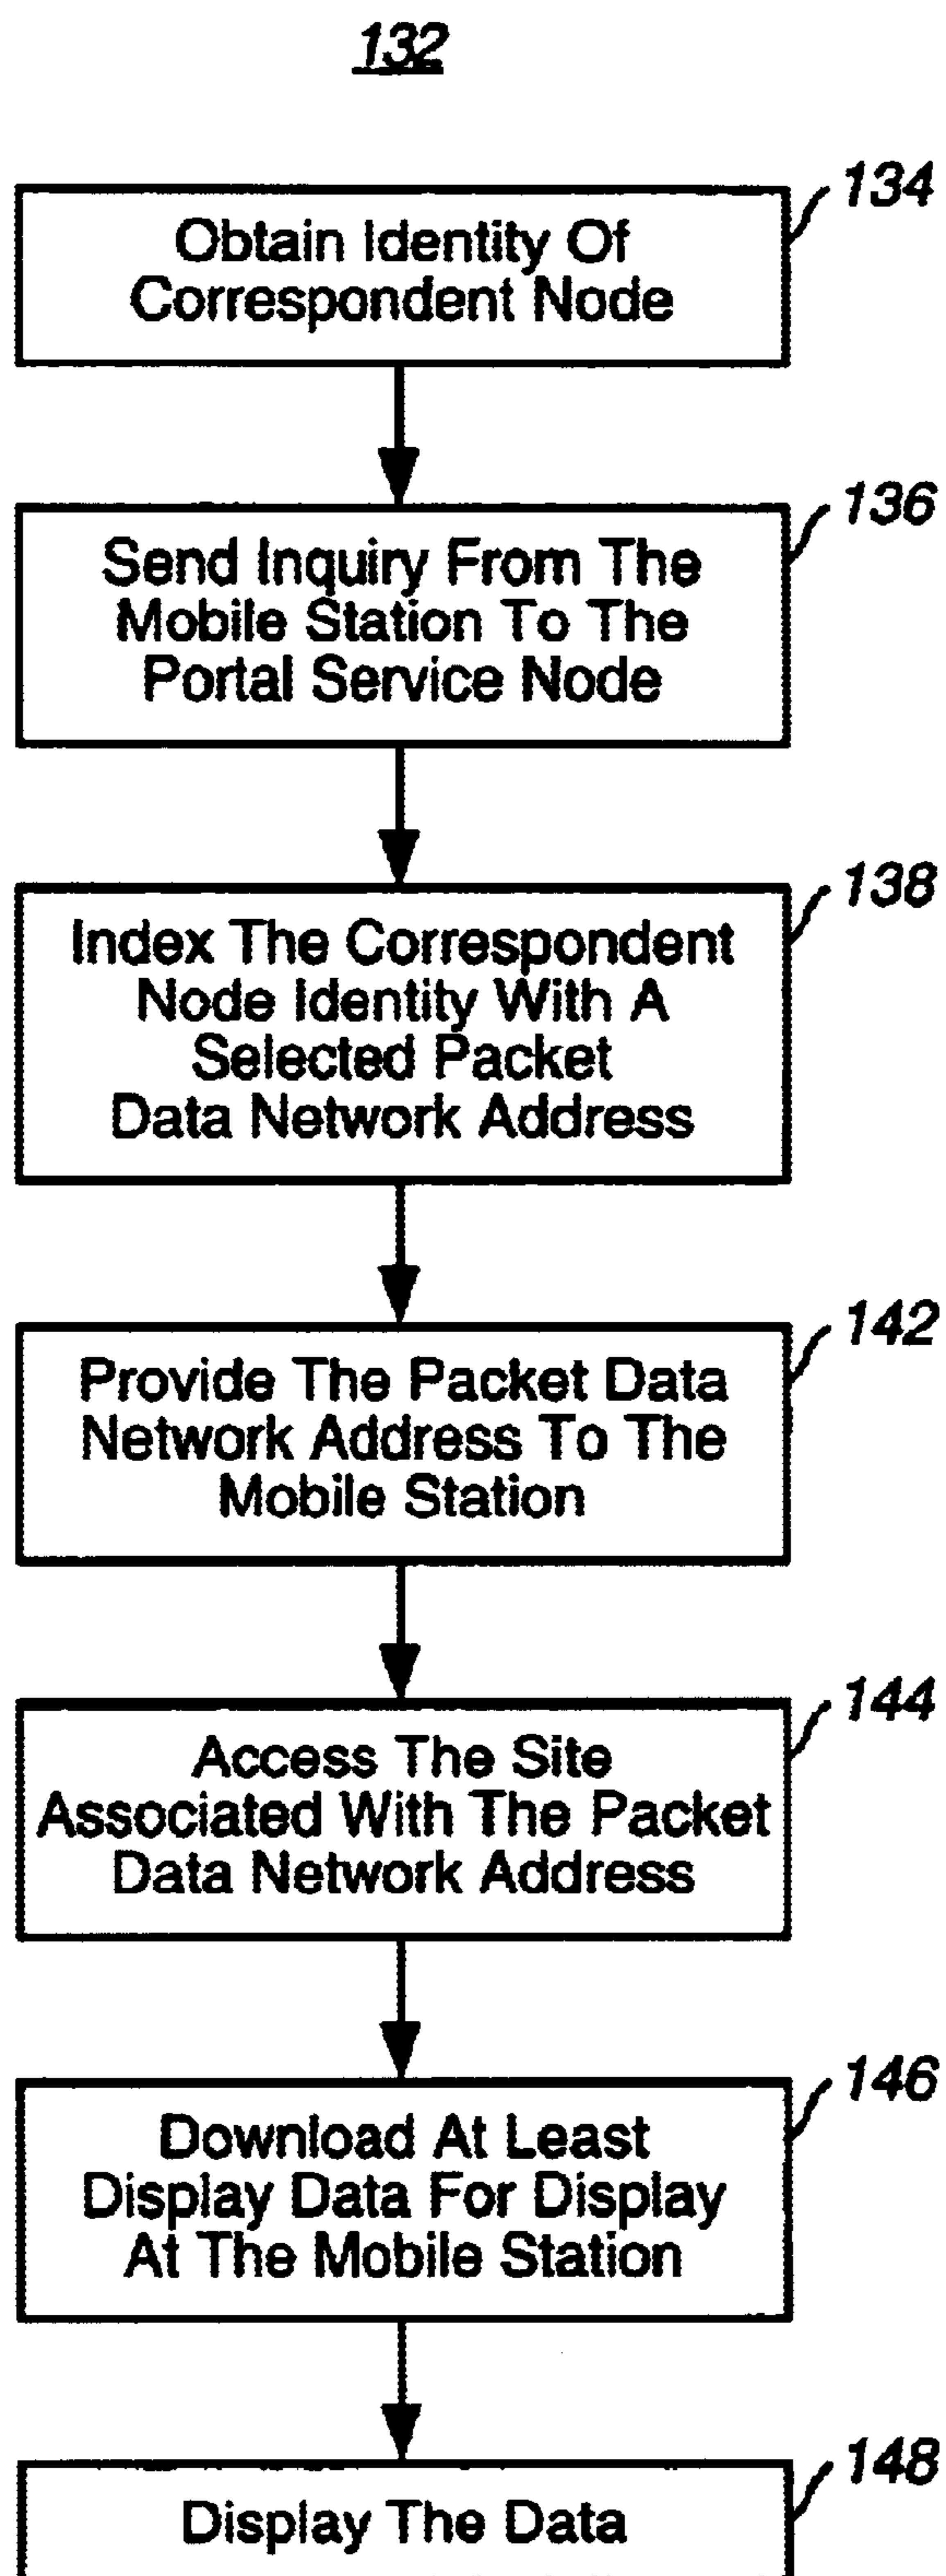 132
134
Obtain Identity Of
Correspondent Node
136
Send Inquiry From The
Mobile Station To The
Portal Service Node
138
Index The Correspondent
Node Identity With A
Selected Packet
Data Network Address
142
Provide The Packet Data
Network Address To The
Mobile Station
144
Access The Site
Associated With The Packet
Data Network Address
146
Download At Least
Display Data For Display
At The Mobile Station
148
Display The Data